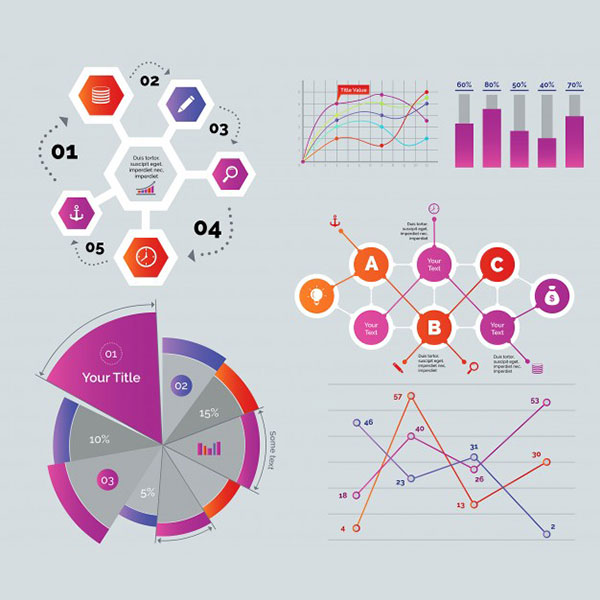 01
02
03
04
05
Duis tortor,
suscipit eget,
imperdiet nec,
imperdiet
Title Value
60%
80%
50%
40%
70%
Duis tortor,
suscipit eget,
imperdiet nec,
imperdiet
A
Your
Text
C
$
Your
Text
B
Your
Text
Duis tortor,
suscipit eget,
imperdiet nec,
imperdiet
Duis tortor,
suscipit eget,
imperdiet nec,
imperdiet
01
Your Title
02
15%
Some text
10%
03
5%
57
46
53
40
31
30
26
23
18
13
4
2